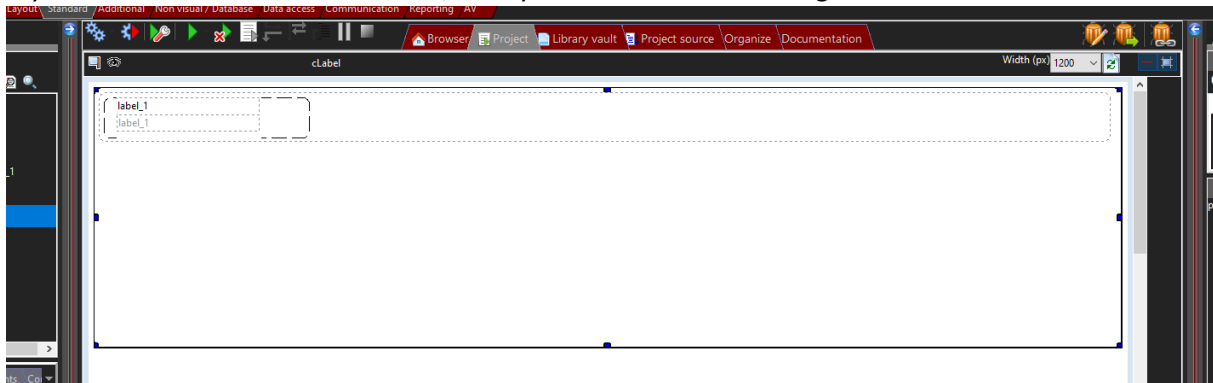 Layout Standard Additional Non visual / Database Data access Communication Reporting AV
Browser Project Library vault Project source Organize Documentation
cLabel Width (px) 1200
label_1
label_1
_1